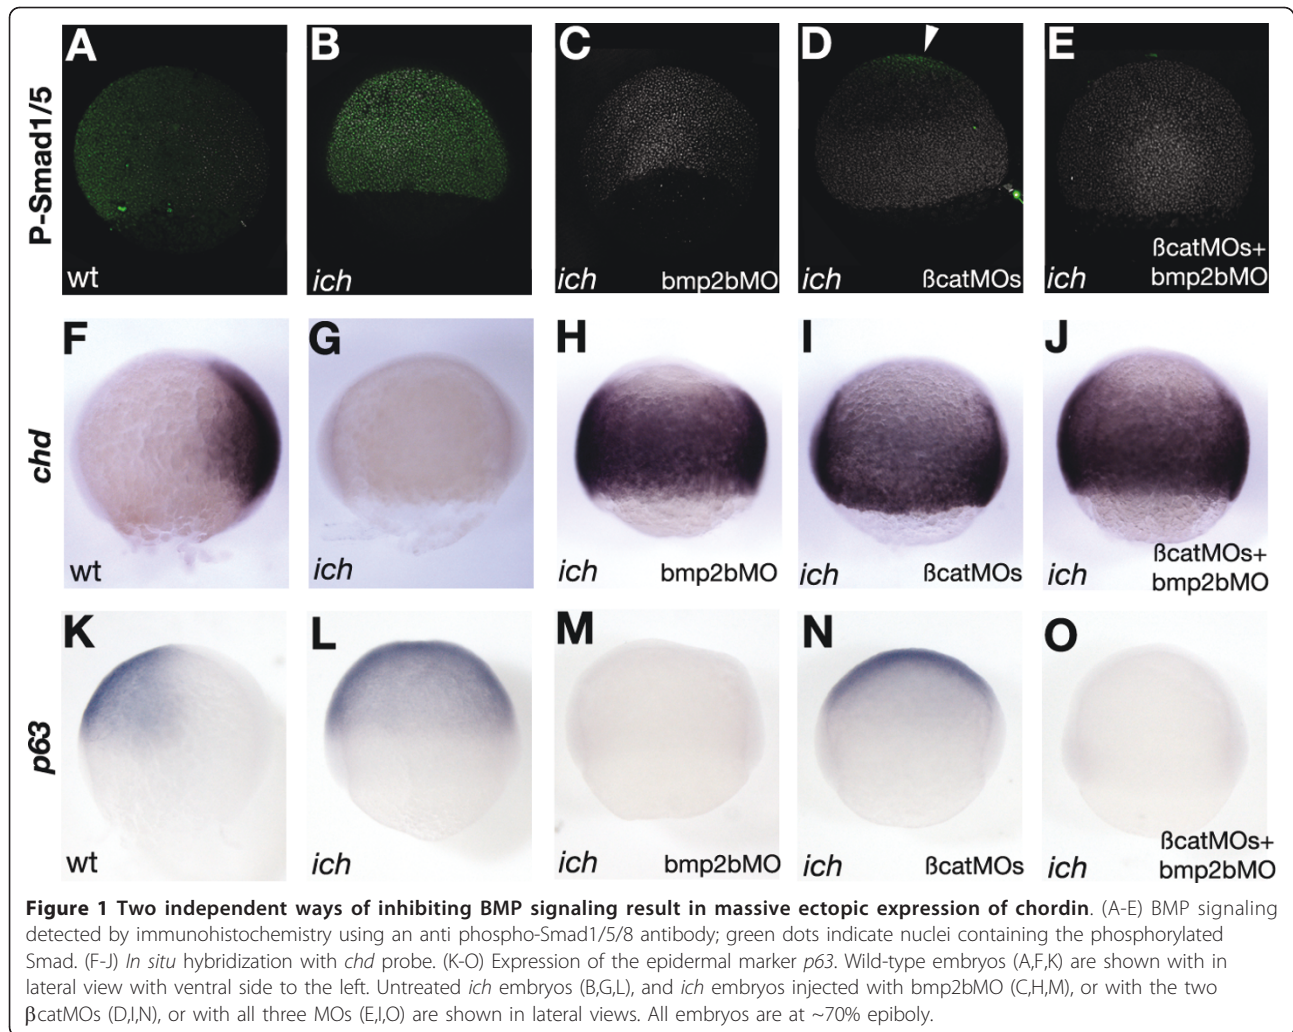 P-Smad1/5
A
wt
B
ich
C
ich bmp2bMO
D
ich ßcatMOs
E
ßcatMOs+
ich bmp2bMO
chd
F
wt
G
ich
H
ich bmp2bMO
I
ich ßcatMOs
J
ßcatMOs+
ich bmp2bMO
p63
K
wt
L
ich
M
ich bmp2bMO
N
ich ßcatMOs
O
ßcatMOs+
ich bmp2bMO
Figure 1 Two independent ways of inhibiting BMP signaling result in massive ectopic expression of chordin. (A-E) BMP signaling
detected by immunohistochemistry using an anti phospho-Smad1/5/8 antibody; green dots indicate nuclei containing the phosphorylated
Smad. (F-J) In situ hybridization with chd probe. (K-O) Expression of the epidermal marker p63. Wild-type embryos (A,F,K) are shown with in
lateral view with ventral side to the left. Untreated ich embryos (B,G,L), and ich embryos injected with bmp2bMO (C,H,M), or with the two
βcatMOs (D,I,N), or with all three MOs (E,I,O) are shown in lateral views. All embryos are at ~70% epiboly.